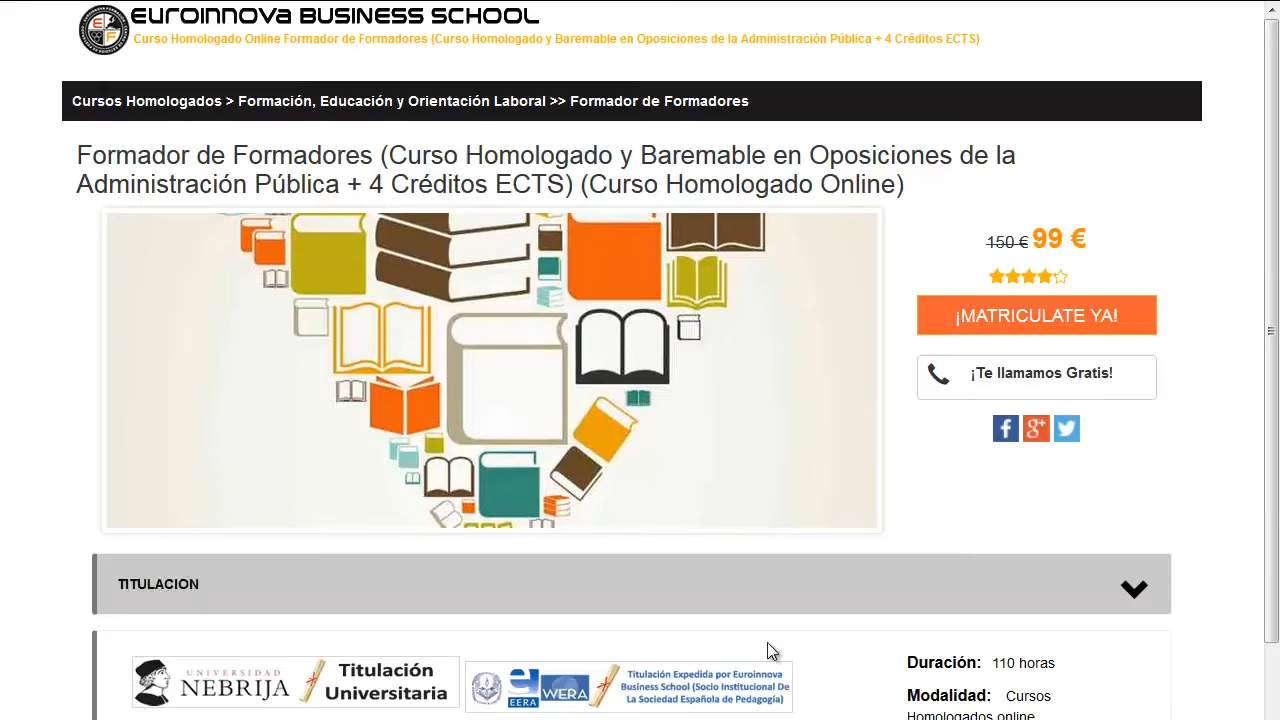 EUROINNOVA BUSINESS SCHOOL
Curso Homologado Online Formador de Formadores (Curso Homologado y Baremable en Oposiciones de la Administración Pública + 4 Créditos ECTS)
Cursos Homologados > Formación, Educación y Orientación Laboral >> Formador de Formadores
Formador de Formadores (Curso Homologado y Baremable en Oposiciones de la
Administración Pública + 4 Créditos ECTS) (Curso Homologado Online)
150 € 99 €
¡MATRICULATE YA!
¡Te llamamos Gratis!
TITULACION
UNIVERSIDAD
NEBRIJA
Titulación
Universitaria
EERA
WERA
Titulación Expedida por Euroinnova
Business School (Socio Institucional De
La Sociedad Española de Pedagogía)
Duración: 110 horas
Modalidad: Cursos
Homologados online